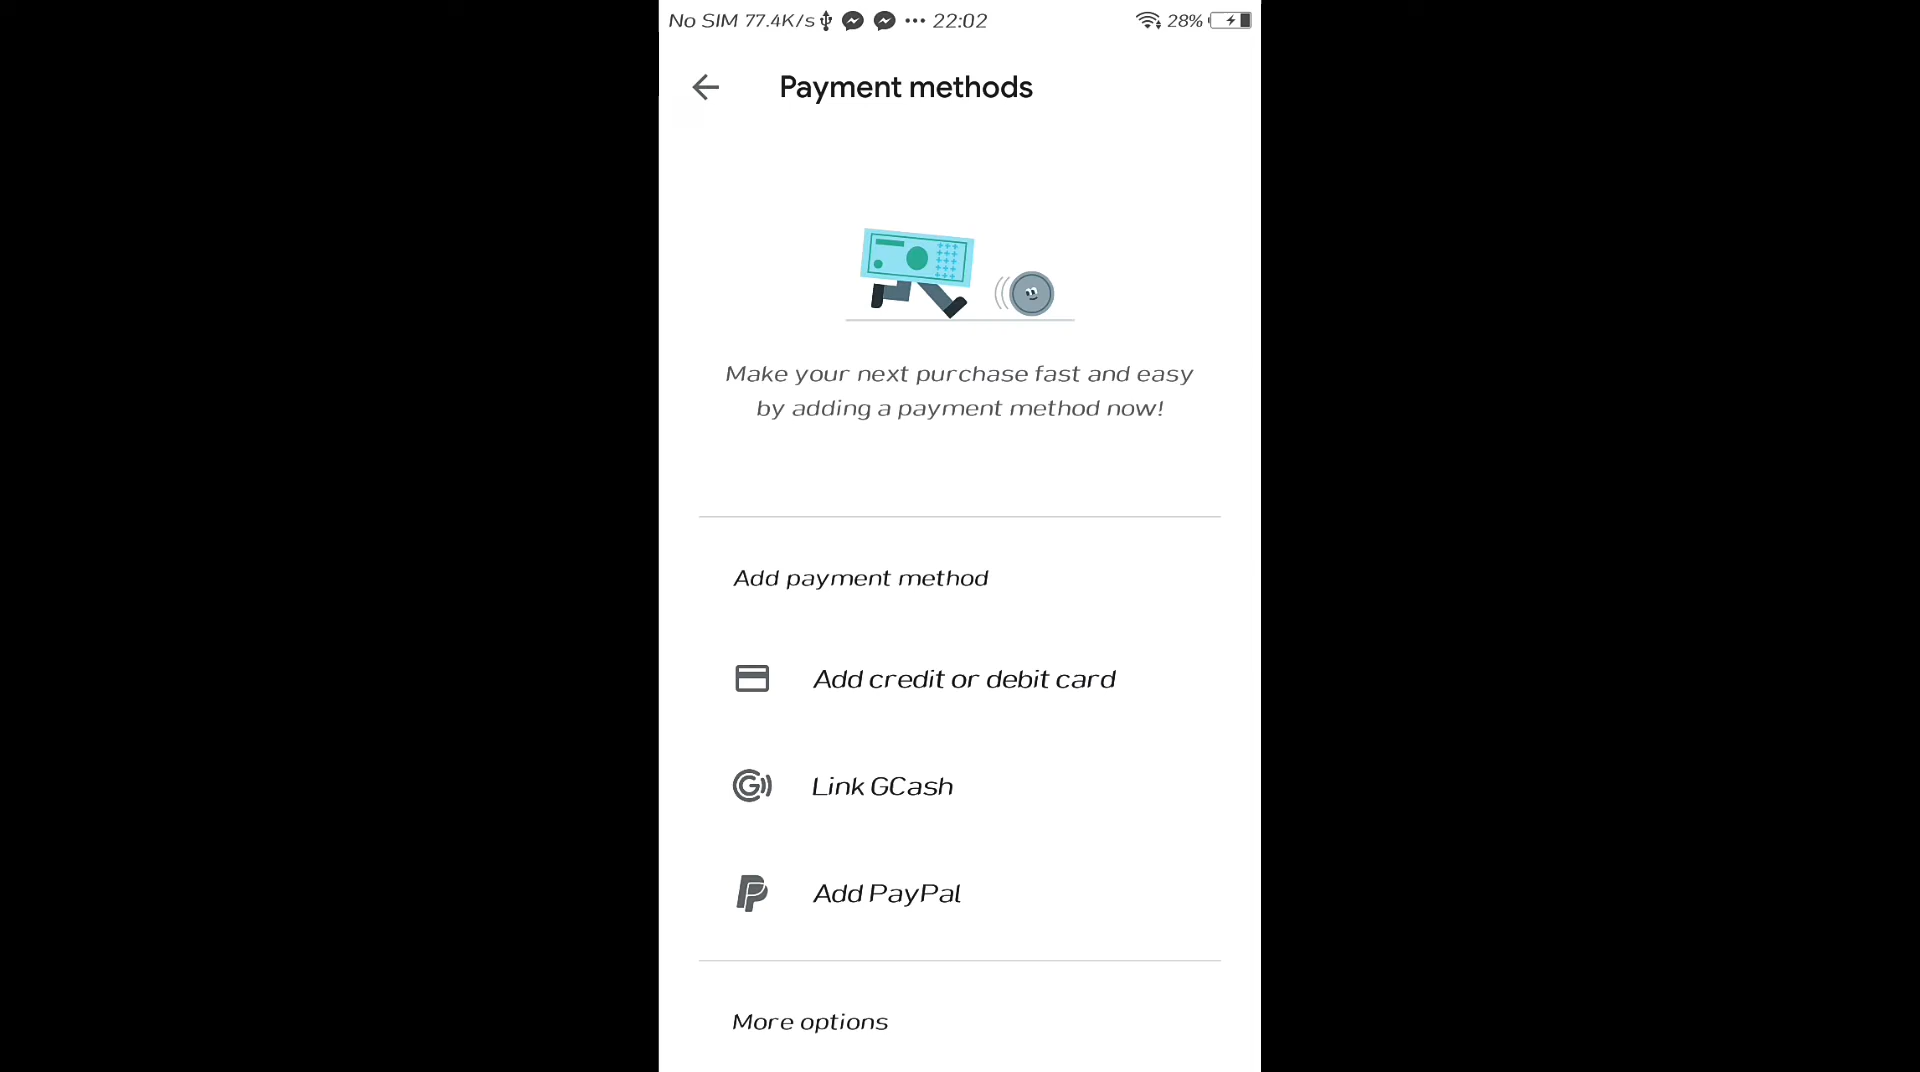 No SIM 77.4K/s ••• 22:02 28%
Payment methods
Make your next purchase fast and easy
by adding a payment method now!
Add payment method
Add credit or debit card
Link GCash
Add PayPal
More options